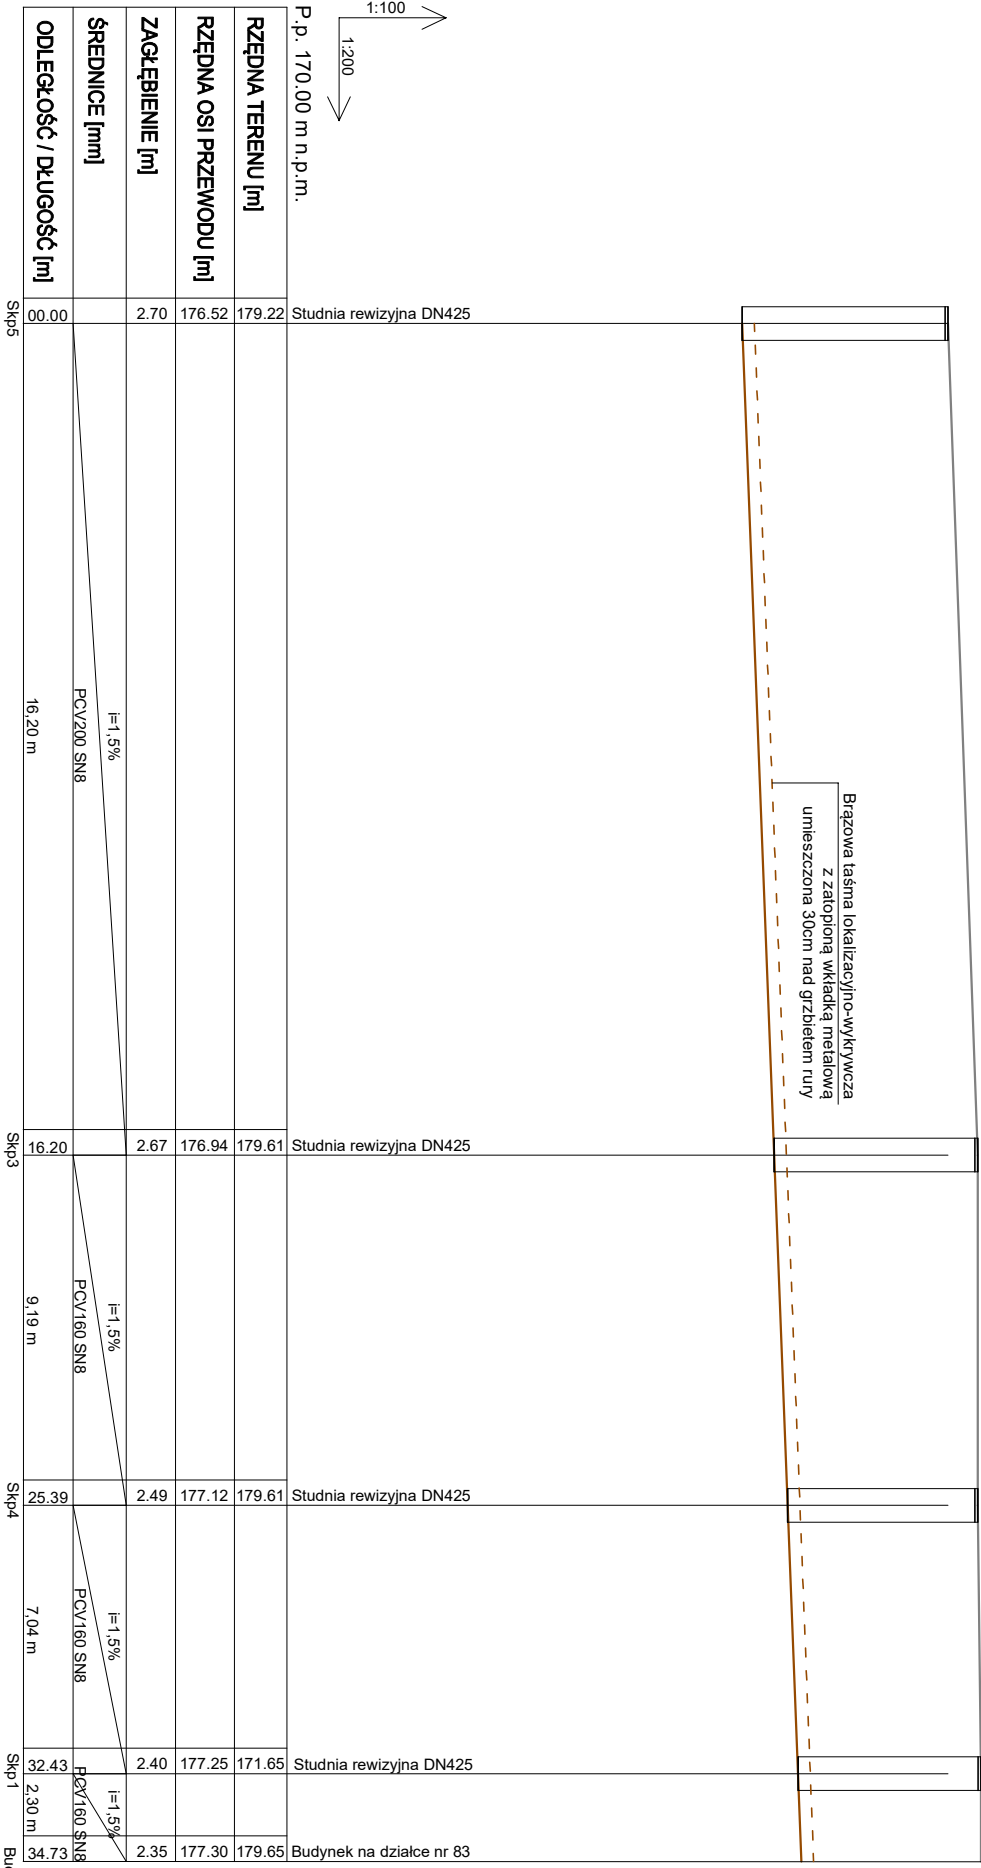 1:100
1:200
P.p. 170.00 m n.p.m.
Brązowa taśma lokalizacyjno-wykrywcza
z zatopioną wkładką metalową
umieszczona 30cm nad grzbietem rury
Studnia rewizyjna DN425
Studnia rewizyjna DN425
Studnia rewizyjna DN425
Studnia rewizyjna DN425
Budynek na działce nr 83
RZĘDNA TERENU [m]
179.22
179.61
179.61
171.65
179.65
RZĘDNA OSI PRZEWODU [m]
176.52
176.94
177.12
177.25
177.30
ZAGŁĘBIENIE [m]
2.70
2.67
2.49
2.40
2.35
ŚREDNICE [mm]
i=1,5%
PCV200 SN8
i=1,5%
PCV160 SN8
i=1,5%
PCV160 SN8
i=1,5%
PCV160 SN8
ODLEGŁOŚĆ / DŁUGOŚĆ [m]
00.00
16,20 m
16.20
9,19 m
25.39
7,04 m
32.43
2,30 m
34.73
Skp5
Skp3
Skp4
Skp1